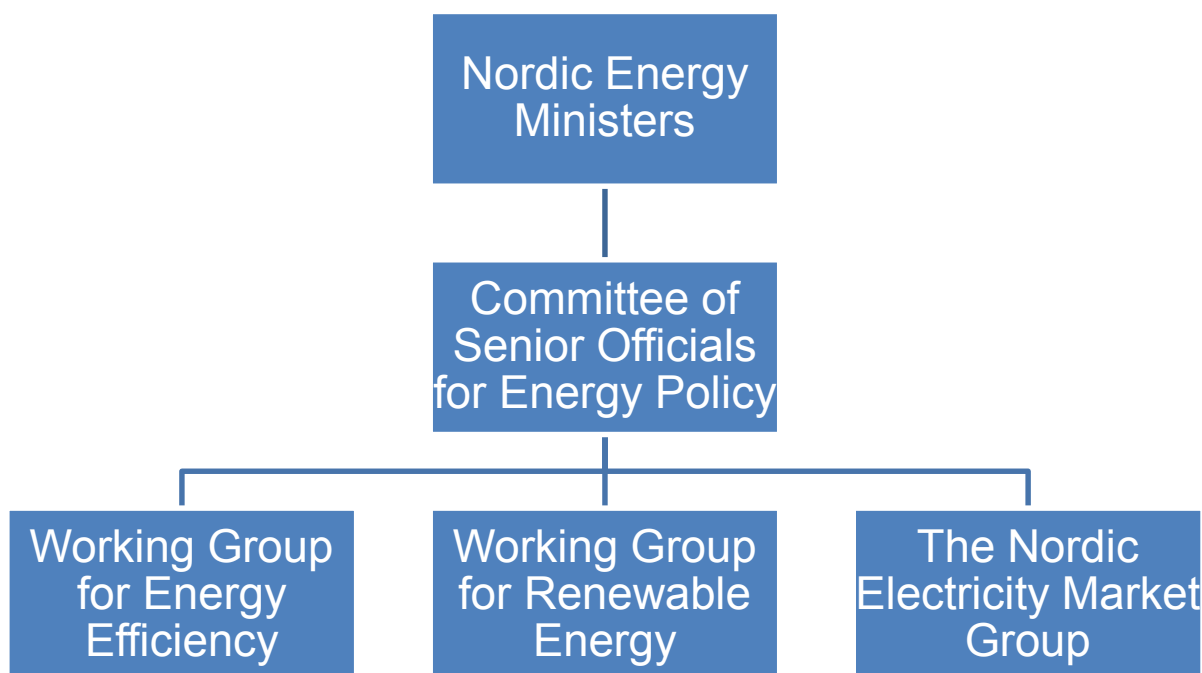 Nordic Energy
Ministers
Committee of
Senior Officials
for Energy Policy
Working Group
for Energy
Efficiency
Working Group
for Renewable
Energy
The Nordic
Electricity Market
Group